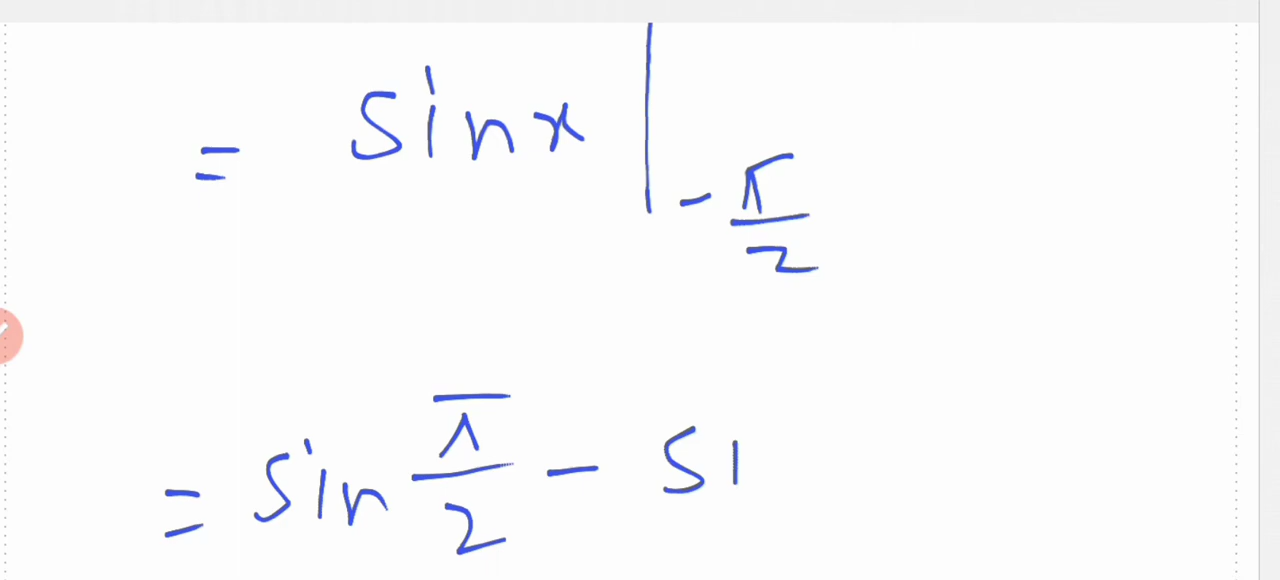 = sinx | -π/2
= sin π/2 - si